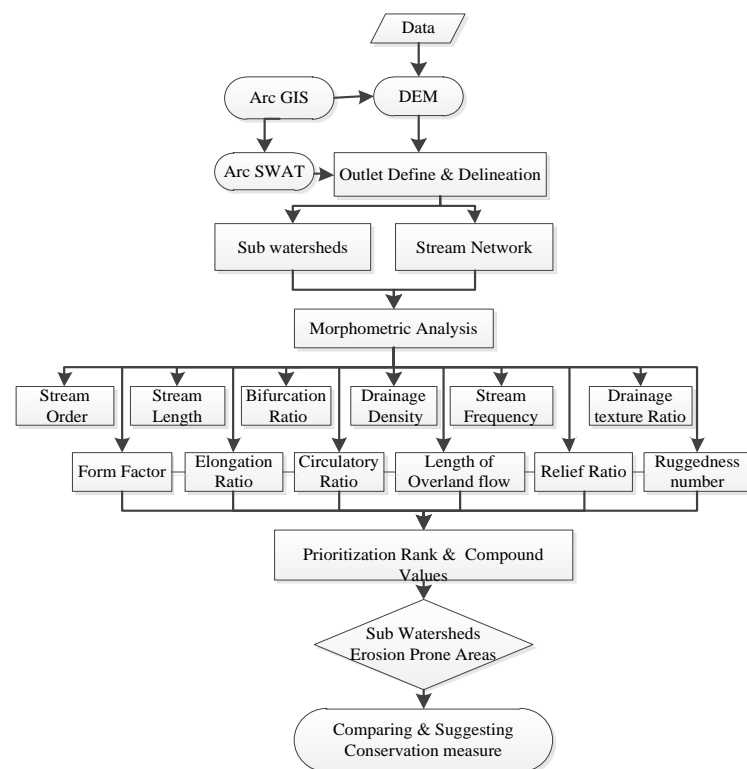 Data
Arc GIS
DEM
Arc SWAT
Outlet Define & Delineation
Sub watersheds
Stream Network
Morphometric Analysis
Stream
Order
Stream
Length
Bifurcation
Ratio
Drainage
Density
Stream
Frequency
Drainage
texture Ratio
Form Factor
Elongation
Ratio
Circulatory
Ratio
Length of
Overland flow
Relief Ratio
Ruggedness
number
Prioritization Rank & Compound
Values
Sub Watersheds
Erosion Prone Areas
Comparing & Suggesting
Conservation measure